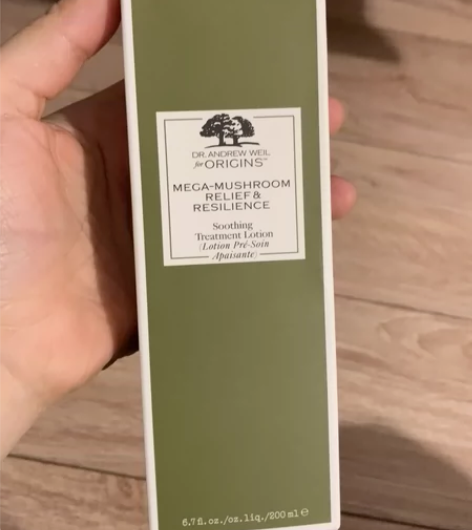 DR. ANDREW WEIL
for ORIGINS™
MEGA-MUSHROOM
RELIEF &
RESILIENCE
Soothing
Treatment Lotion
(Lotion Pré-Soin
Apaisante)
6.7 fl.oz./oz.liq./200 ml ℮